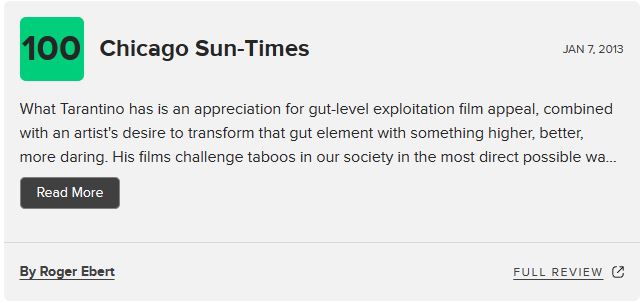 100 Chicago Sun-Times JAN 7, 2013
What Tarantino has is an appreciation for gut-level exploitation film appeal, combined
with an artist's desire to transform that gut element with something higher, better,
more daring. His films challenge taboos in our society in the most direct possible wa...
Read More
By Roger Ebert FULL REVIEW